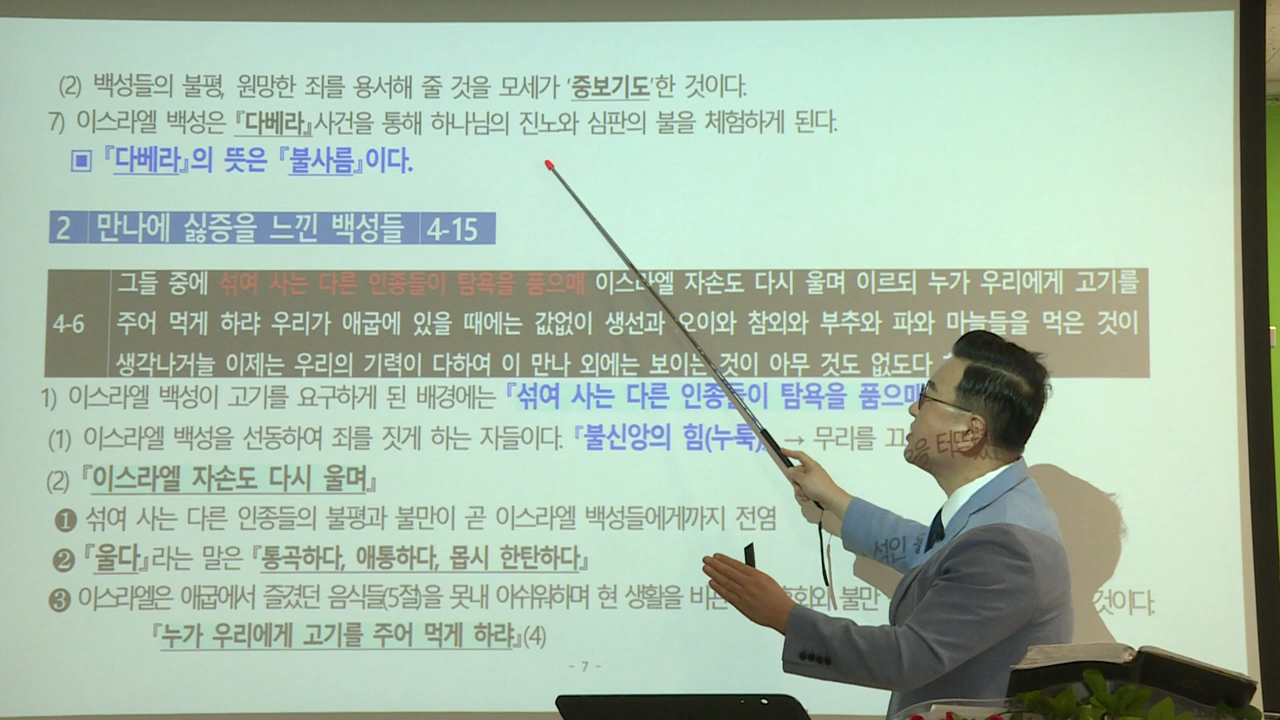 (2) 백성들의 불평, 원망한 죄를 용서해 줄 것을 모세가 '중보기도'한 것이다.
7) 이스라엘 백성은 『다베라』사건을 통해 하나님의 진노와 심판의 불을 체험하게 된다.
▣ 『다베라』의 뜻은 『불사름』이다.
2 만나에 싫증을 느낀 백성들 4-15
그들 중에 섞여 사는 다른 인종들이 탐욕을 품으매 이스라엘 자손도 다시 울며 이르되 누가 우리에게 고기를
4-6 주어 먹게 하랴 우리가 애굽에 있을 때에는 값없이 생선과 오이와 참외와 부추와 파와 마늘들을 먹은 것이
생각나거늘 이제는 우리의 기력이 다하여 이 만나 외에는 보이는 것이 아무 것도 없도다
1) 이스라엘 백성이 고기를 요구하게 된 배경에는 『섞여 사는 다른 인종들이 탐욕을 품으매
(1) 이스라엘 백성을 선동하여 죄를 짓게 하는 자들이다. 『불신앙의 힘(누룩)』 → 무리를
(2) 『이스라엘 자손도 다시 울며』
❶ 섞여 사는 다른 인종들의 불평과 불만이 곧 이스라엘 백성들에게까지 전염
❷ 『울다』라는 말은 『통곡하다, 애통하다, 몹시 한탄하다』
❸ 이스라엘은 애굽에서 즐겼던 음식들(5절)을 못내 아쉬워하며 현 생활을 불만 것이다.
『누가 우리에게 고기를 주어 먹게 하랴』(4)
- 7 -